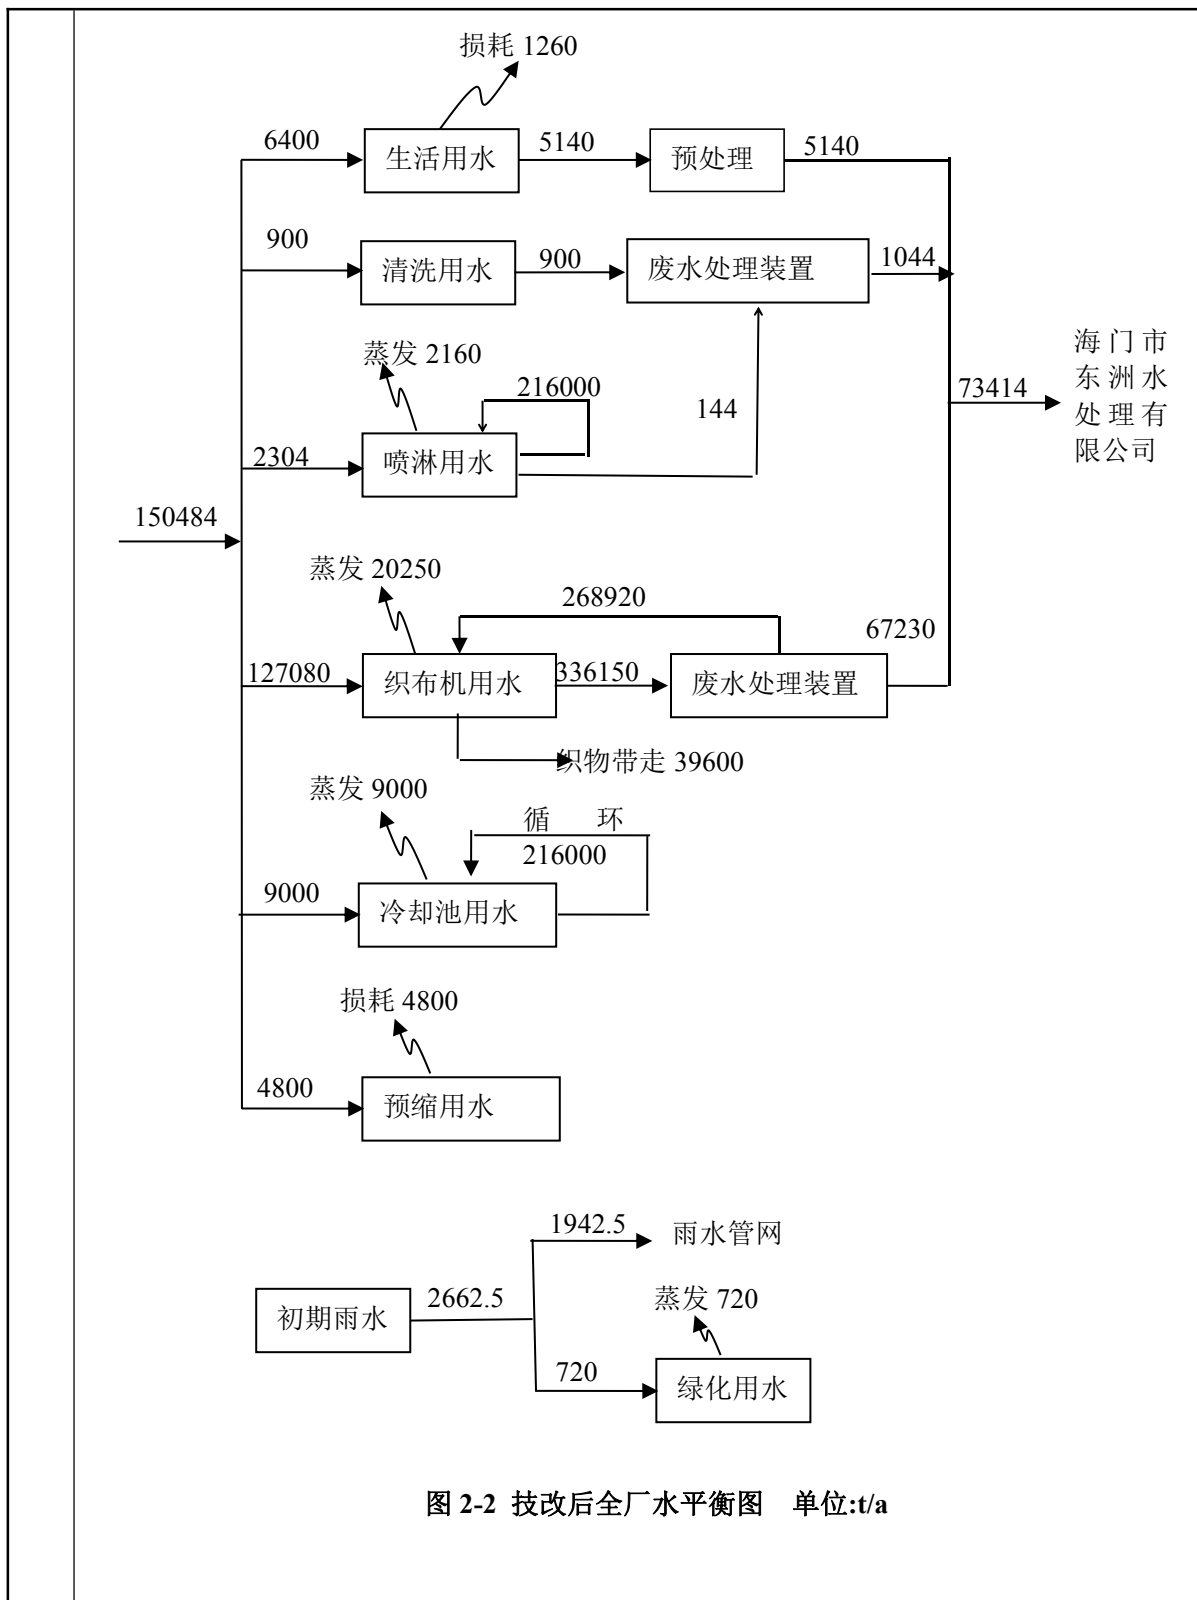 损耗 1260
6400
生活用水
5140
预处理
5140
900
清洗用水
900
废水处理装置
1044
蒸发 2160
216000
144
2304
喷淋用水
73414
海门市
东洲水
处理有
限公司
150484
蒸发 20250
268920
67230
127080
织布机用水
336150
废水处理装置
织物带走 39600
蒸发 9000
循 环
216000
9000
冷却池用水
损耗 4800
4800
预缩用水
1942.5
雨水管网
初期雨水
2662.5
蒸发 720
720
绿化用水
图 2-2 技改后全厂水平衡图 单位:t/a